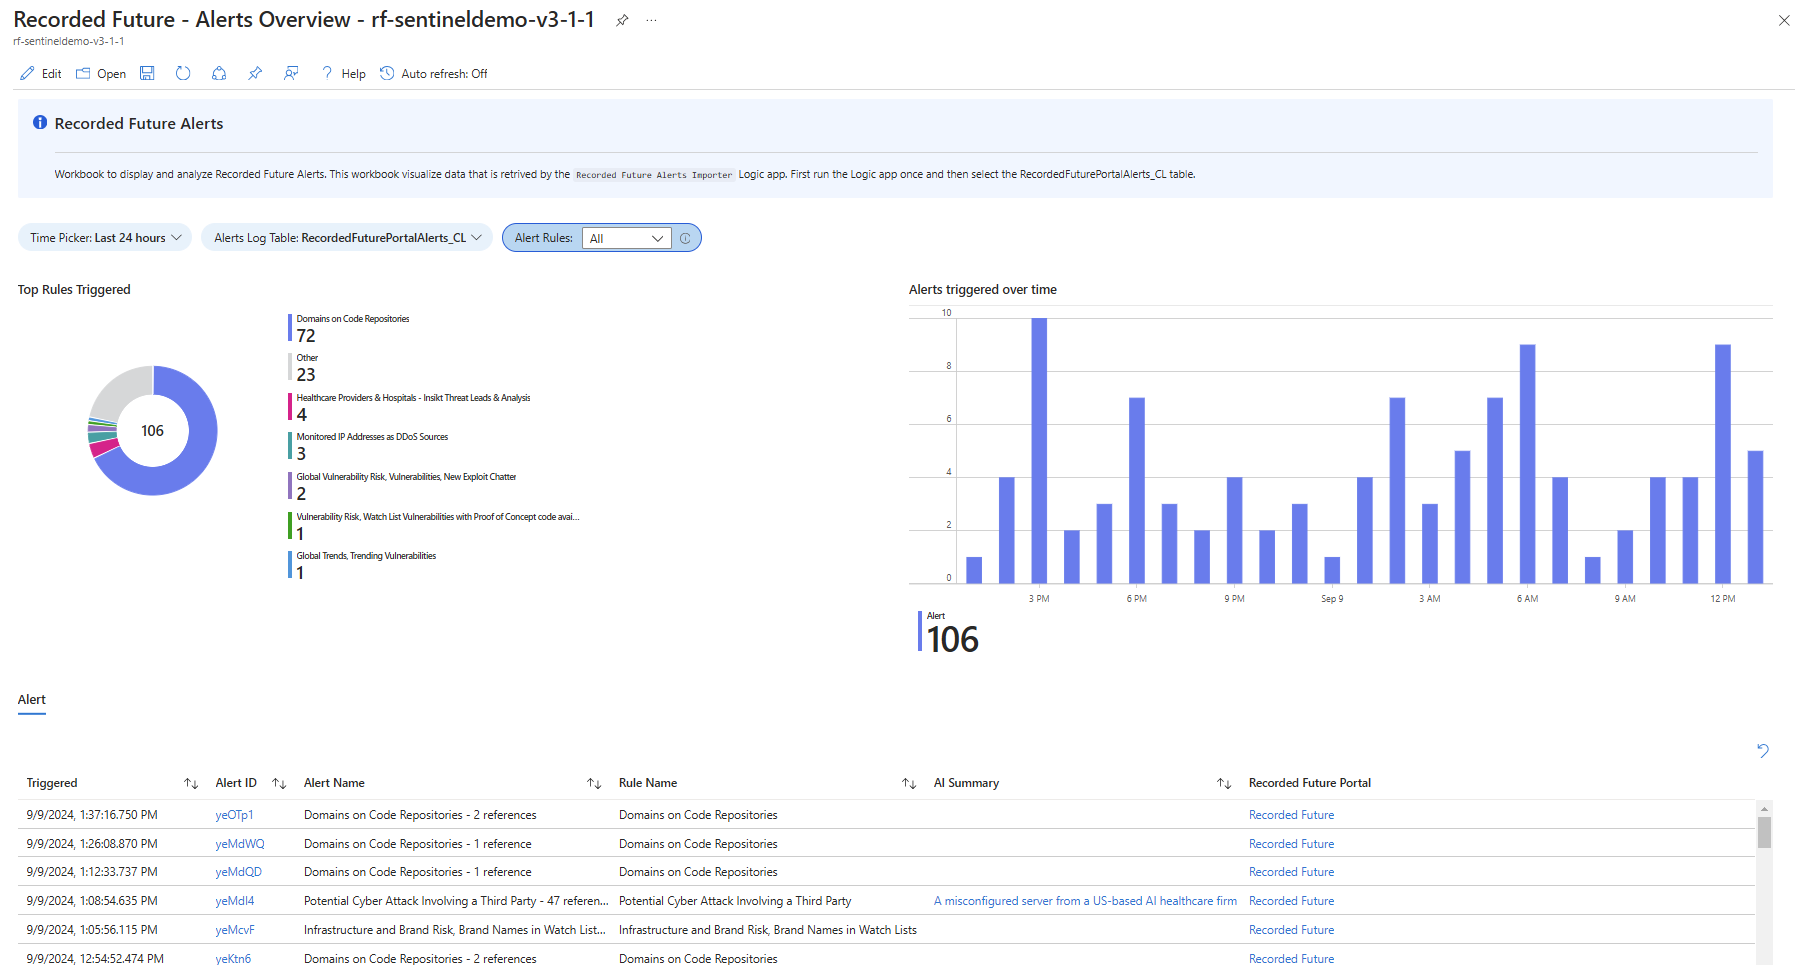 Recorded Future - Alerts Overview - rf-sentineldemo-v3-1-1
rf-sentineldemo-v3-1-1
Edit Open Help Auto refresh: Off
Recorded Future Alerts
Workbook to display and analyze Recorded Future Alerts. This workbook visualize data that is retrived by the Recorded Future Alerts Importer Logic app. First run the Logic app once and then select the RecordedFuturePortalAlerts_CL table.
Time Picker: Last 24 hours Alerts Log Table: RecordedFuturePortalAlerts_CL Alert Rules: All
Top Rules Triggered
106
Domains on Code Repositories
72
Other
23
Healthcare Providers & Hospitals - Insikt Threat Leads & Analysis
4
Monitored IP Addresses as DDoS Sources
3
Global Vulnerability Risk, Vulnerabilities, New Exploit Chatter
2
Vulnerability Risk, Watch List Vulnerabilities with Proof of Concept code avai...
1
Global Trends, Trending Vulnerabilities
1
Alerts triggered over time
10
8
6
4
2
0
3 PM 6 PM 9 PM Sep 9 3 AM 6 AM 9 AM 12 PM
Alert
106
Alert
Triggered Alert ID Alert Name Rule Name AI Summary Recorded Future Portal
9/9/2024, 1:37:16.750 PM yeOTp1 Domains on Code Repositories - 2 references Domains on Code Repositories Recorded Future
9/9/2024, 1:26:08.870 PM yeMdWQ Domains on Code Repositories - 1 reference Domains on Code Repositories Recorded Future
9/9/2024, 1:12:33.737 PM yeMdQD Domains on Code Repositories - 1 reference Domains on Code Repositories Recorded Future
9/9/2024, 1:08:54.635 PM yeMdI4 Potential Cyber Attack Involving a Third Party - 47 referen... Potential Cyber Attack Involving a Third Party A misconfigured server from a US-based AI healthcare firm Recorded Future
9/9/2024, 1:05:56.115 PM yeMcvF Infrastructure and Brand Risk, Brand Names in Watch List... Infrastructure and Brand Risk, Brand Names in Watch Lists Recorded Future
9/9/2024, 12:54:52.474 PM yeKtn6 Domains on Code Repositories - 2 references Domains on Code Repositories Recorded Future